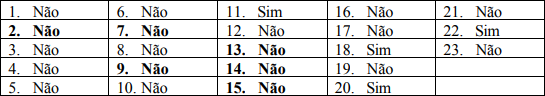 1. Não 6. Não 11. Sim 16. Não 21. Não
2. Não 7. Não 12. Não 17. Não 22. Sim
3. Não 8. Não 13. Não 18. Sim 23. Não
4. Não 9. Não 14. Não 19. Não
5. Não 10. Não 15. Não 20. Sim